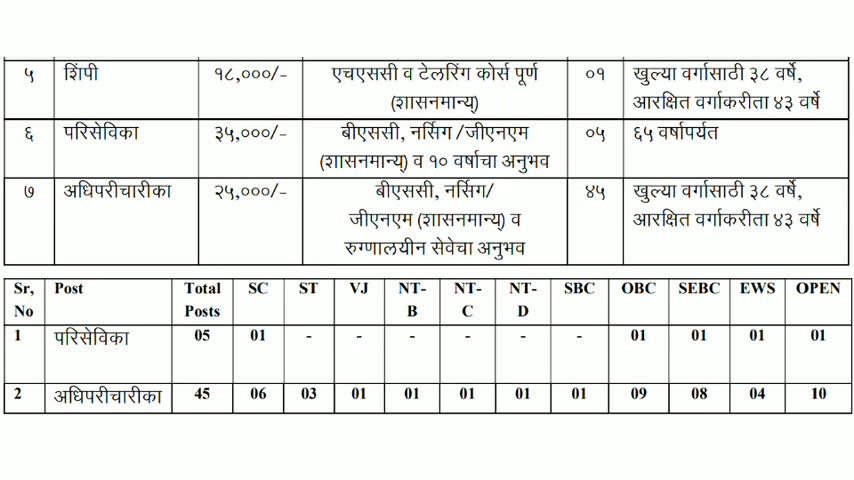 ५ शिंपी १८,०००/- एचएससी व टेलरिंग कोर्स पूर्ण ०१ खुल्या वर्गासाठी ३८ वर्षे,
(शासनमान्य) आरक्षित वर्गाकरीता ४३ वर्षे
६ परिसेविका ३५,०००/- बीएससी, नर्सिग /जीएनएम ०५ ६५ वर्षापर्यत
(शासनमान्य) व १० वर्षाचा अनुभव
७ अधिपरीचारीका २५,०००/- बीएससी, नर्सिग/ ४५ खुल्या वर्गासाठी ३८ वर्षे,
जीएनएम (शासनमान्य) व आरक्षित वर्गाकरीता ४३ वर्षे
रुग्णालयीन सेवेचा अनुभव
Sr, Post Total SC ST VJ NT- NT- NT- SBC OBC SEBC EWS OPEN
No Posts B C D
1 परिसेविका 05 01 - - - - - - 01 01 01 01
2 अधिपरीचारीका 45 06 03 01 01 01 01 01 09 08 04 10